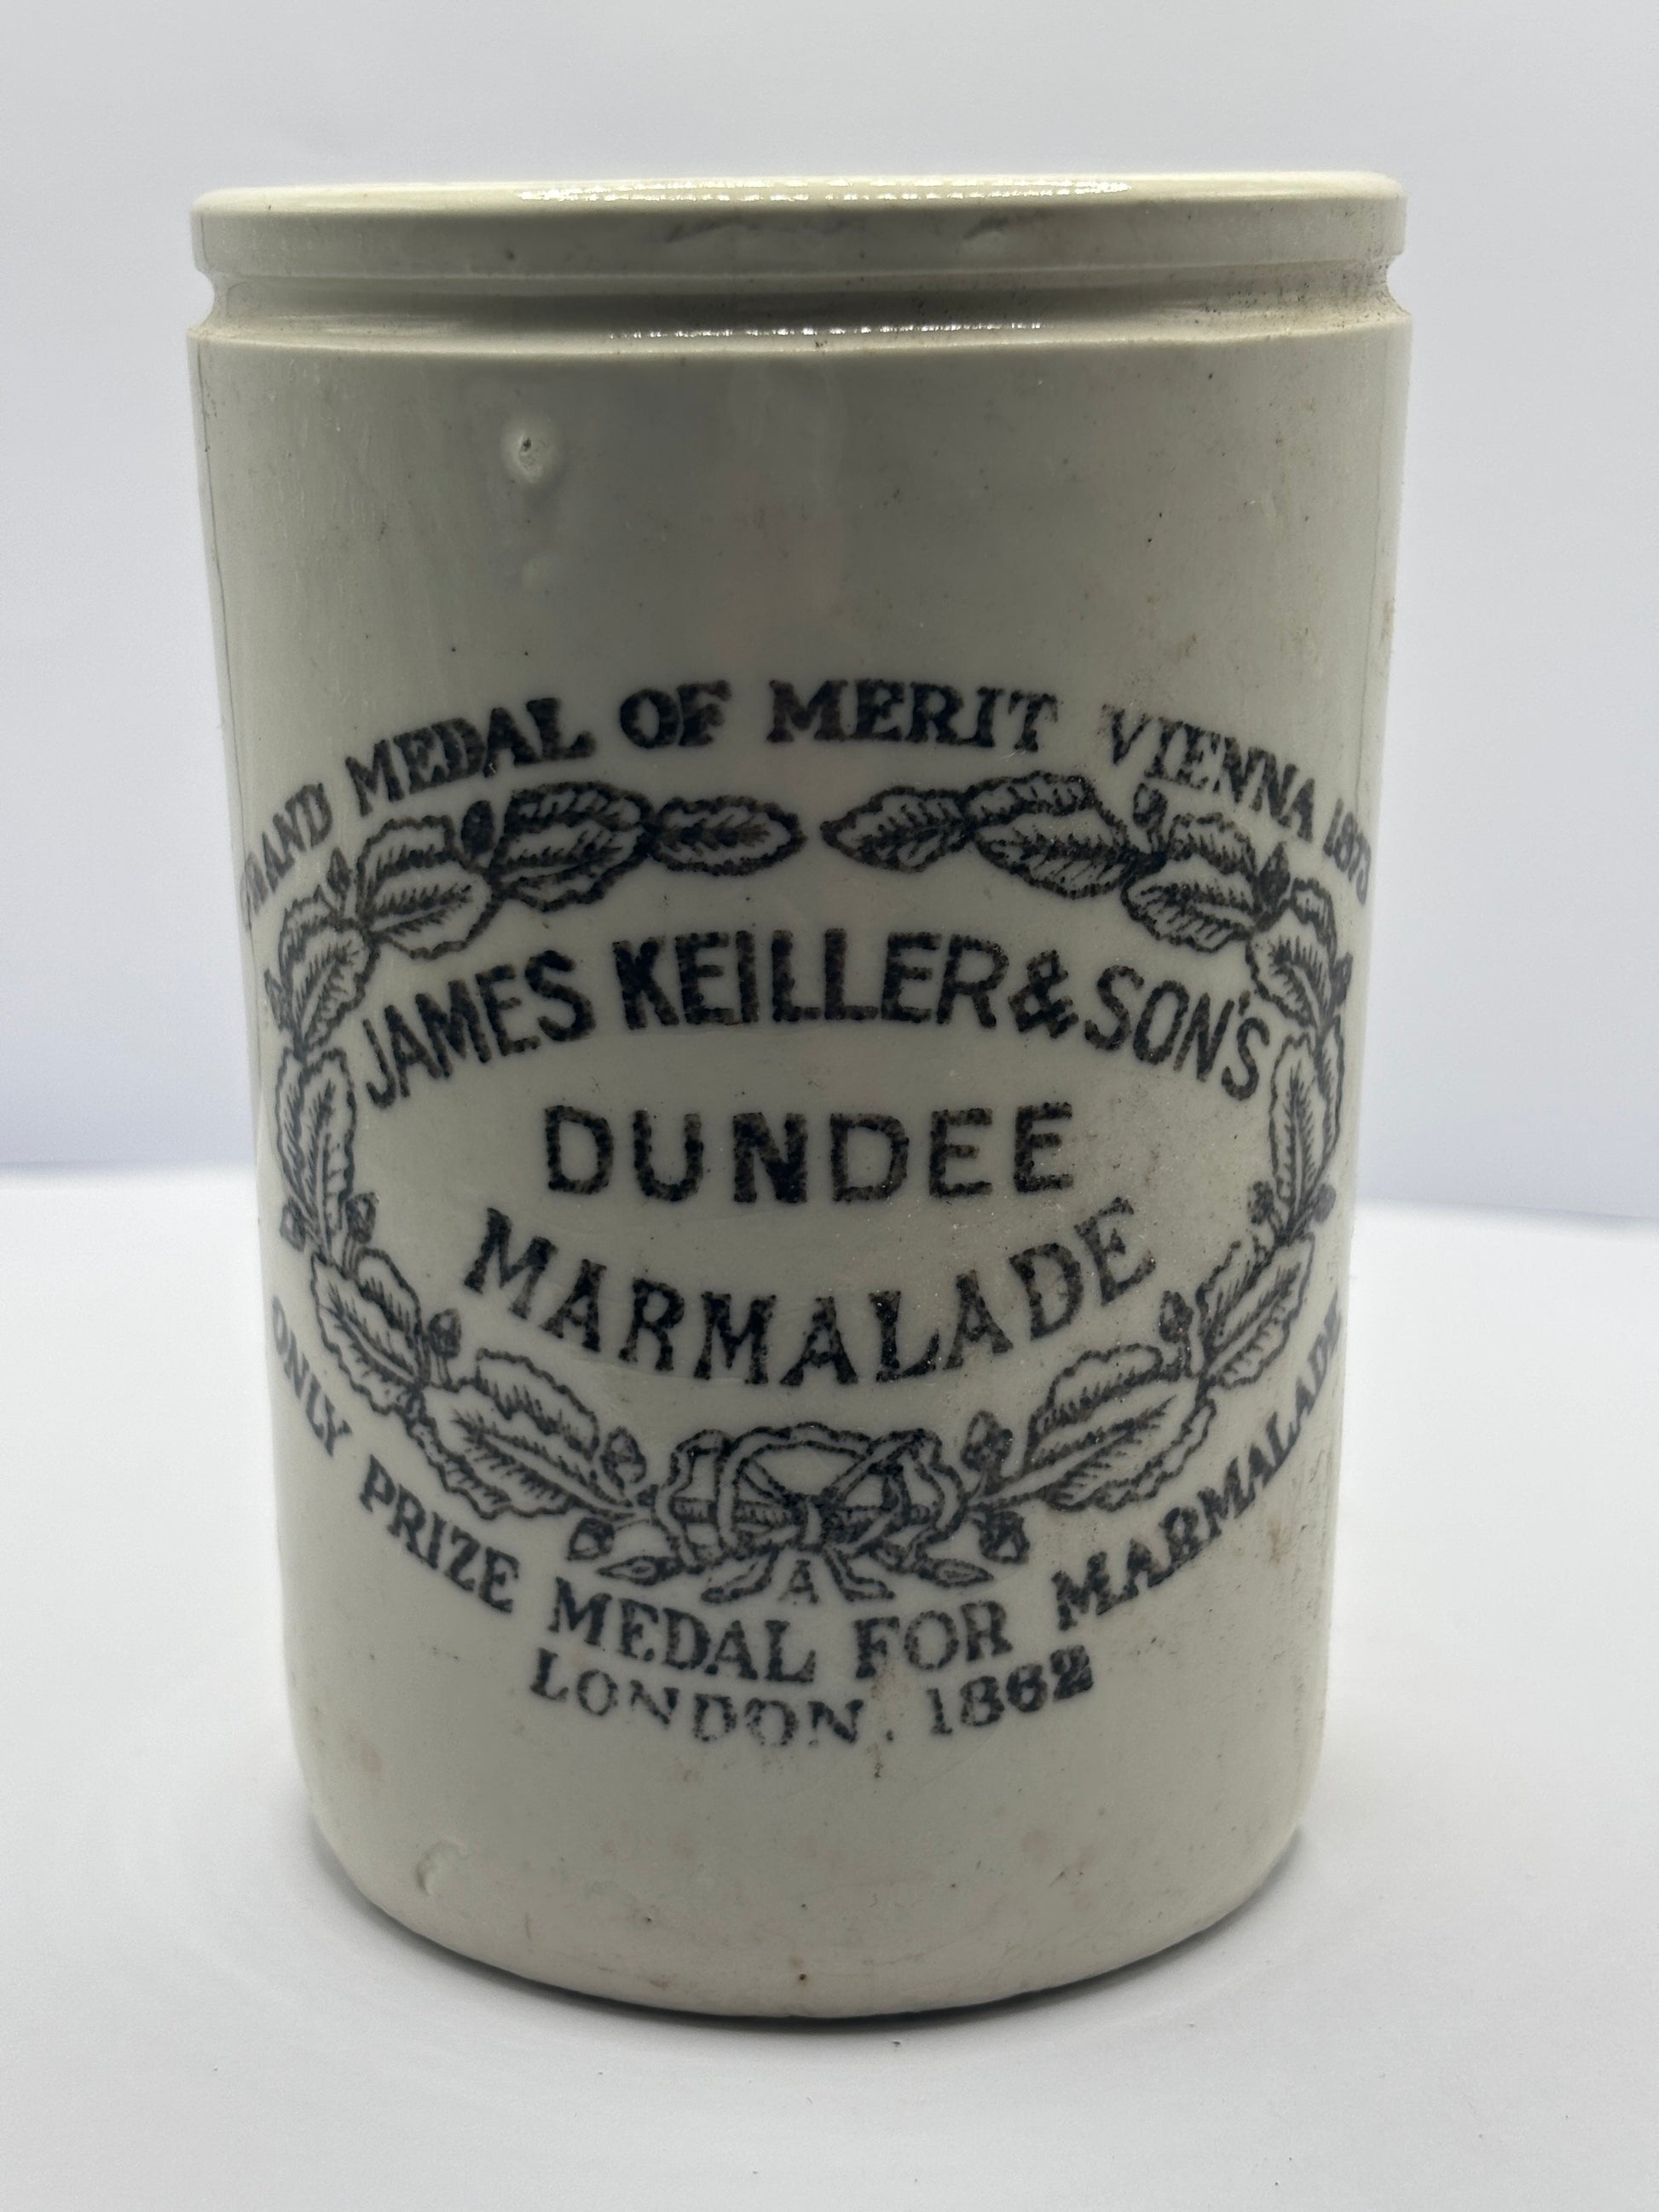 GRAND MEDAL OF MERIT VIENNA 1873
JAMES KEILLER & SON'S
DUNDEE
MARMALADE
A
ONLY PRIZE MEDAL FOR MARMALADE
LONDON. 1862